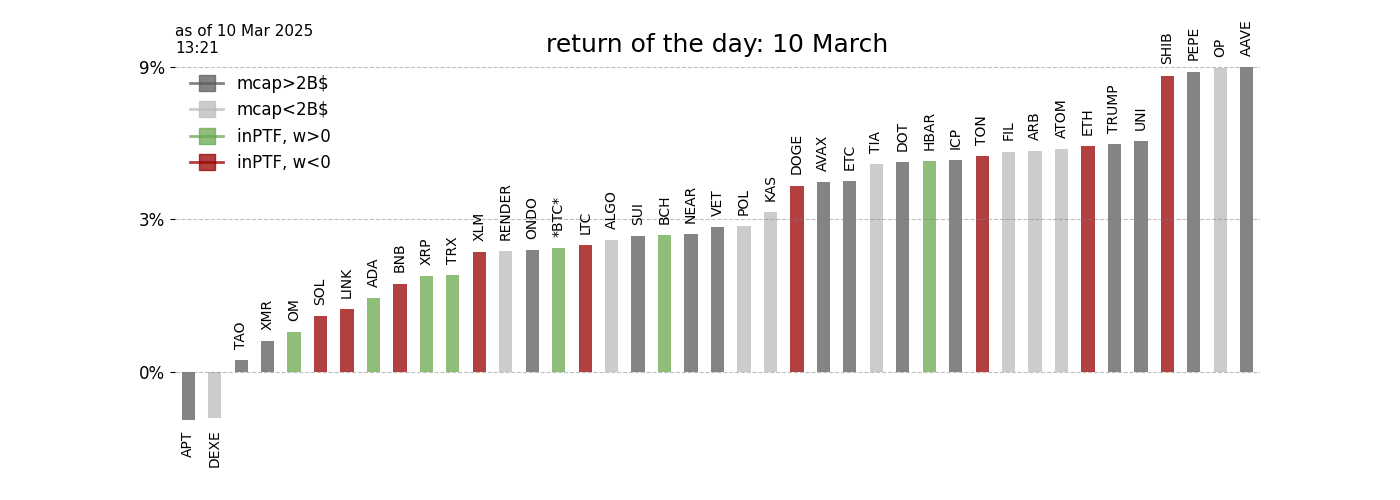 as of 10 Mar 2025
13:21
return of the day: 10 March
9%
3%
0%
mcap>2B$
mcap<2B$
inPTF, w>0
inPTF, w<0
APT
DEXE
TAO
XMR
OM
SOL
LINK
ADA
BNB
XRP
TRX
XLM
RENDER
ONDO
*BTC*
LTC
ALGO
SUI
BCH
NEAR
VET
POL
KAS
DOGE
AVAX
ETC
TIA
DOT
HBAR
ICP
TON
FIL
ARB
ATOM
ETH
TRUMP
UNI
SHIB
PEPE
OP
AAVE